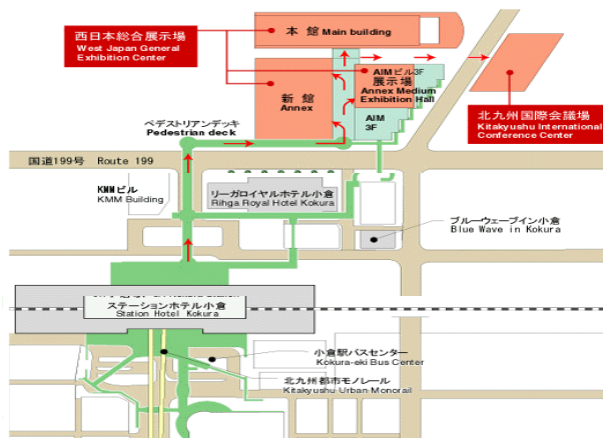 西日本総合展示場
West Japan General
Exhibition Center
本 館 Main building
AIMビル3F
展示場
Annex Medium
Exhibition Hall
新 館
Annex
AIM
3F
北九州国際会議場
Kitakyushu International
Conference Center
ペデストリアンデッキ
Pedestrian deck
国道199号 Route 199
KMMビル
KMM Building
リーガロイヤルホテル小倉
Rihga Royal Hotel Kokura
ブルーウェーブイン小倉
Blue Wave in Kokura
ステーションホテル小倉
Station Hotel Kokura
小倉駅バスセンター
Kokura-eki Bus Center
北九州都市モノレール
Kitakyushu Urban Monorail